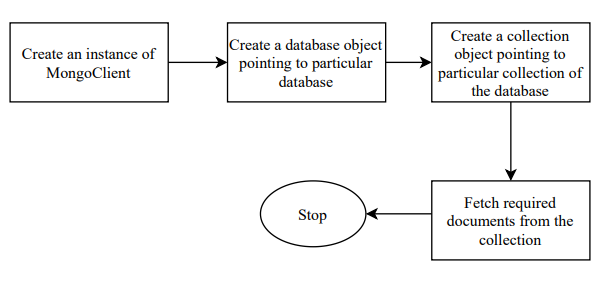 Create an instance of
MongoClient
Create a database object
pointing to particular
database
Create a collection
object pointing to
particular collection of
the database
Fetch required
documents from the
collection
Stop